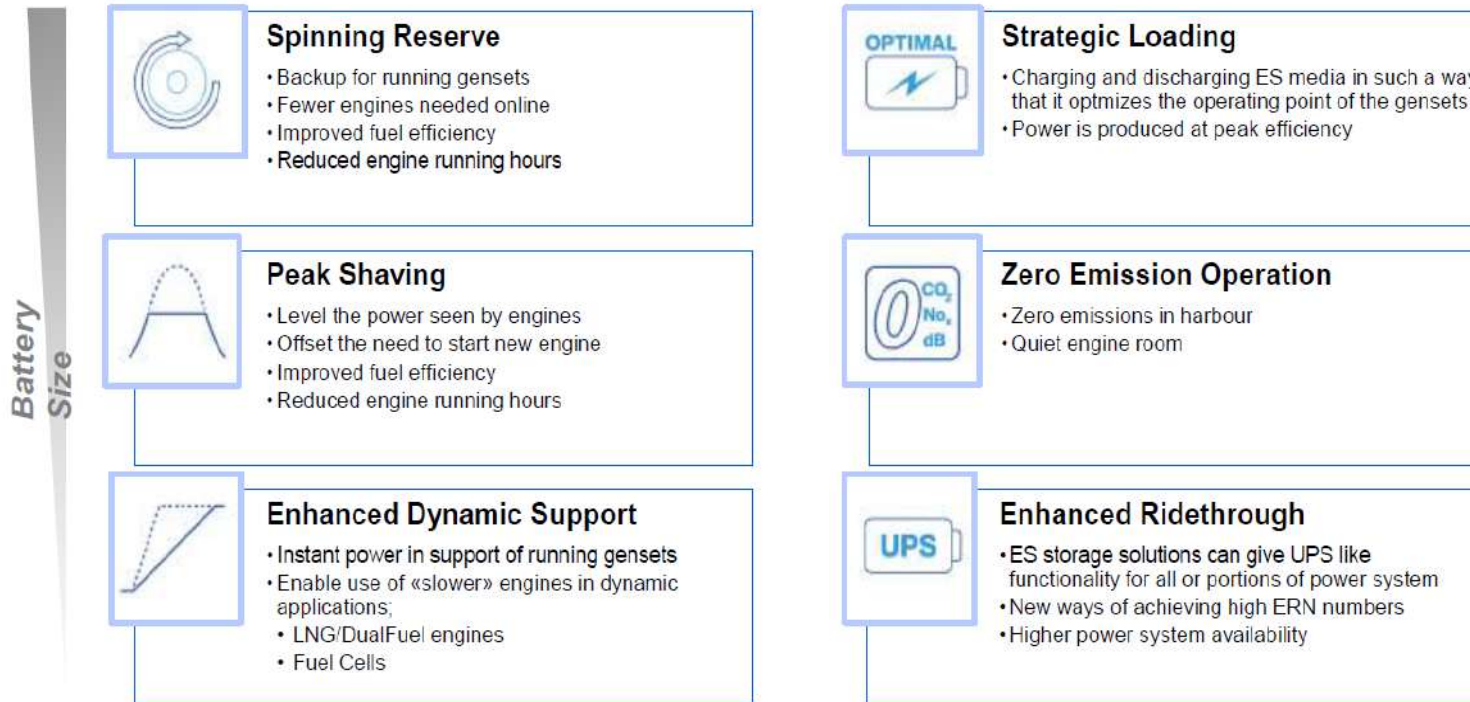 Battery
Size
Spinning Reserve
• Backup for running gensets
• Fewer engines needed online
• Improved fuel efficiency
• Reduced engine running hours
OPTIMAL
Strategic Loading
• Charging and discharging ES media in such a way
that it optmizes the operating point of the gensets
• Power is produced at peak efficiency
Peak Shaving
• Level the power seen by engines
• Offset the need to start new engine
• Improved fuel efficiency
• Reduced engine running hours
0
CO₂
Noₓ
dB
Zero Emission Operation
• Zero emissions in harbour
• Quiet engine room
Enhanced Dynamic Support
• Instant power in support of running gensets
• Enable use of «slower» engines in dynamic
applications;
• LNG/DualFuel engines
• Fuel Cells
UPS
Enhanced Ridethrough
• ES storage solutions can give UPS like
functionality for all or portions of power system
• New ways of achieving high ERN numbers
• Higher power system availability